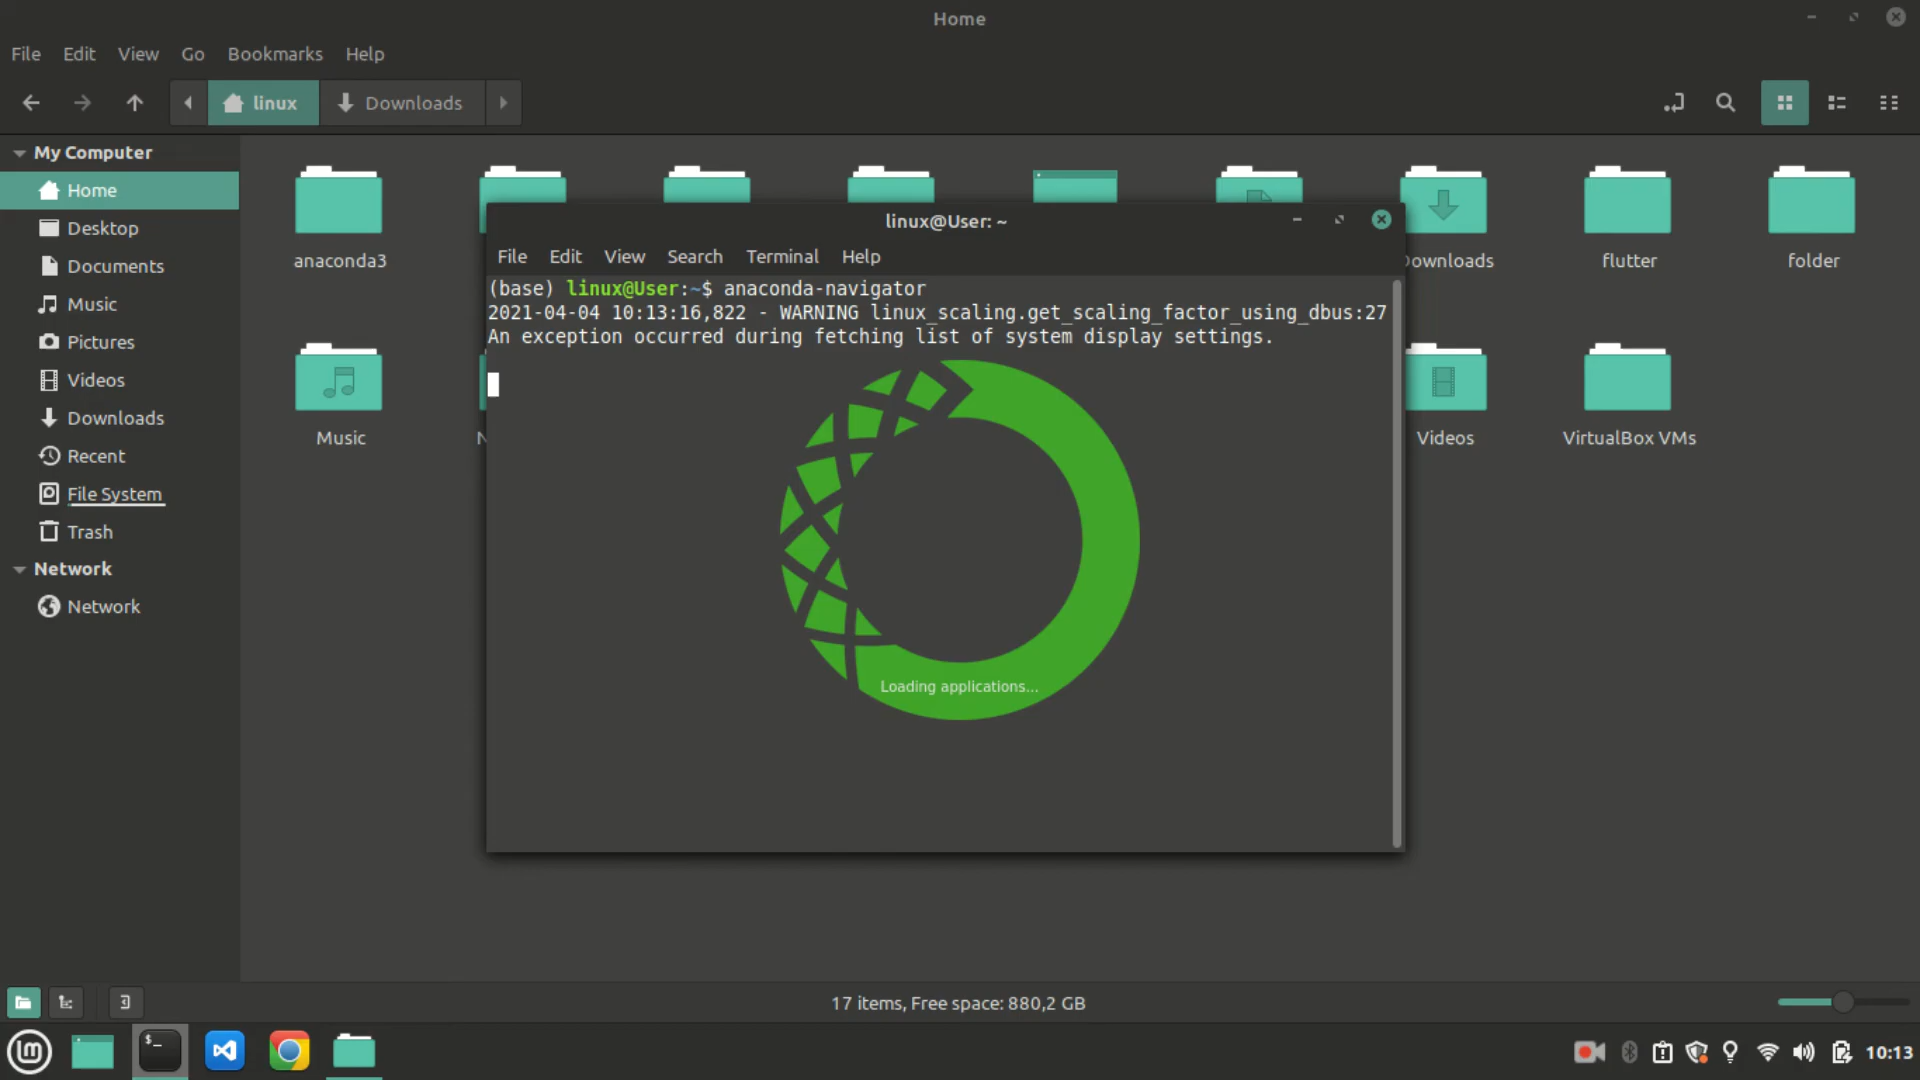 Home
File Edit View Go Bookmarks Help
linux Downloads
My Computer
Home
Desktop
Documents
Music
Pictures
Videos
Downloads
Recent
File System
Trash
Network
Network
anaconda3
flutter
folder
Music
Videos
VirtualBox VMs
linux@User: ~
File Edit View Search Terminal Help
(base) linux@User:~$ anaconda-navigator
2021-04-04 10:13:16,822 - WARNING linux_scaling.get_scaling_factor_using_dbus:27
An exception occurred during fetching list of system display settings.
Loading applications...
17 items, Free space: 880,2 GB
10:13